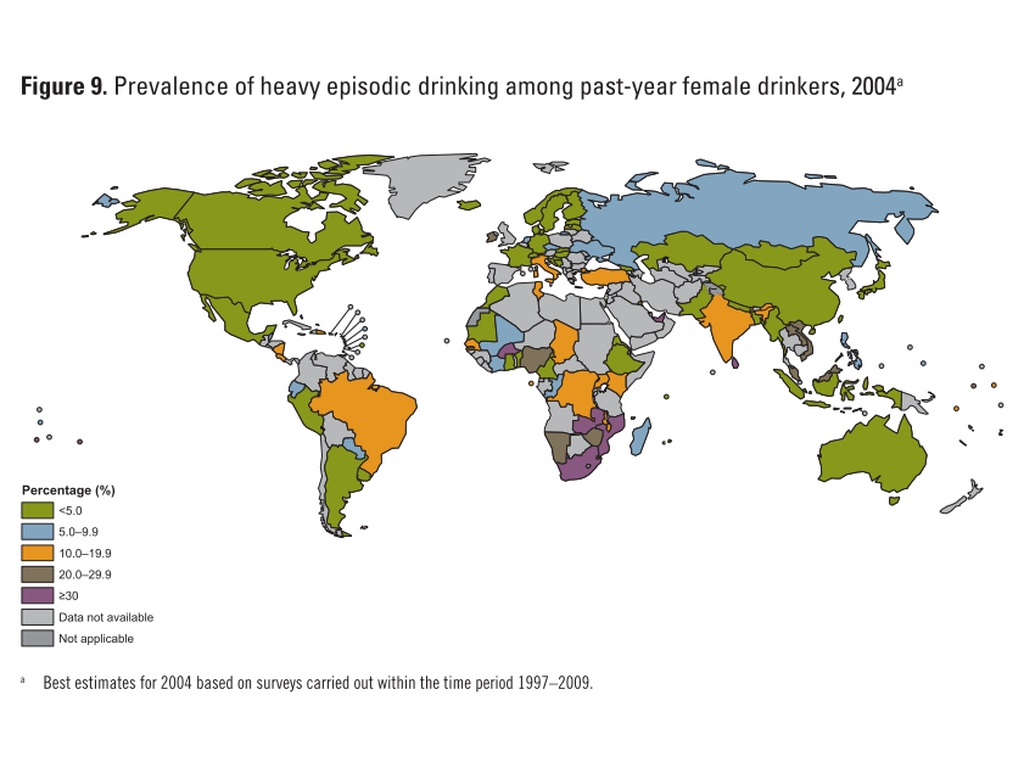 Figure 9. Prevalence of heavy episodic drinking among past-year female drinkers, 2004a
Percentage (%)
<5.0
5.0–9.9
10.0–19.9
20.0–29.9
≥30
Data not available
Not applicable
a Best estimates for 2004 based on surveys carried out within the time period 1997–2009.